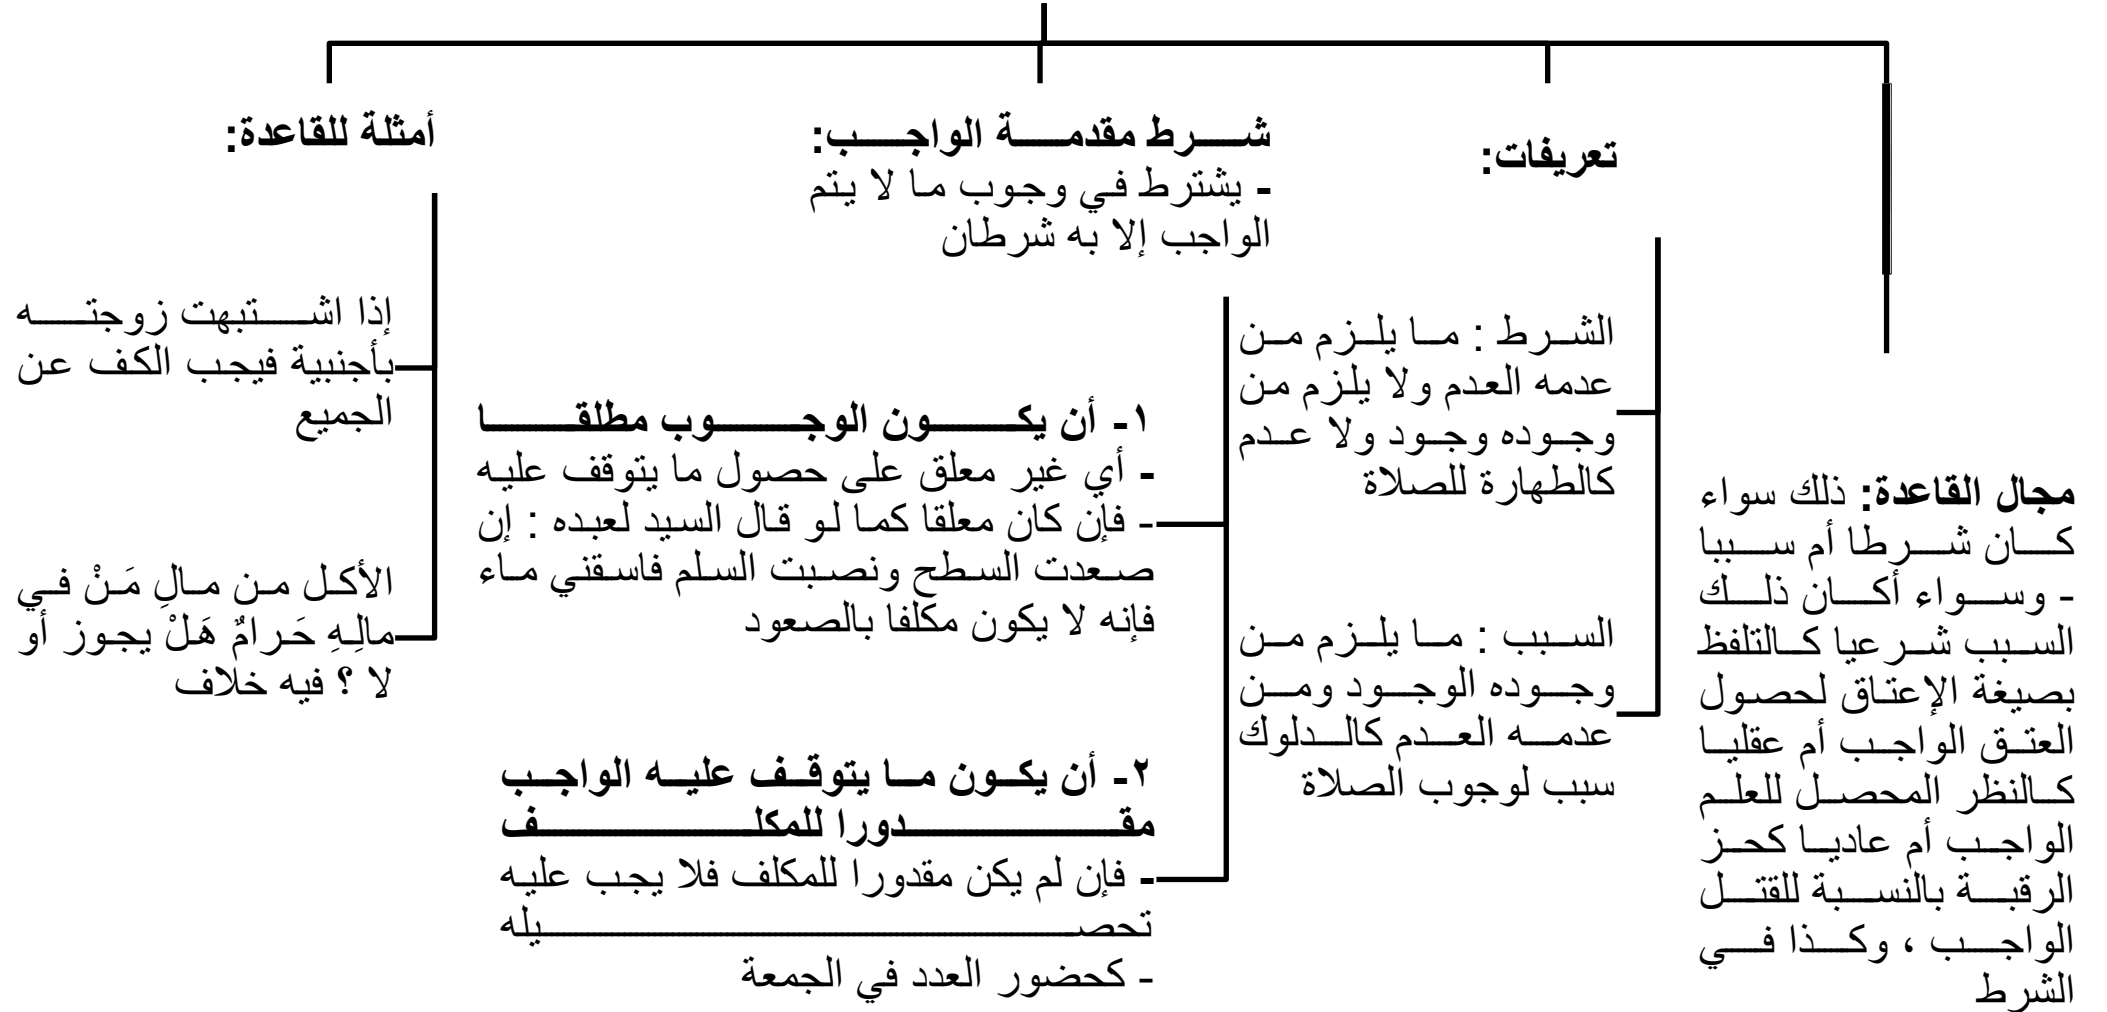 مجال القاعدة: ذلك سواء
كان شرطا أم سببا
- وسواء أكان ذلك
السبب شرعيا كالتلفظ
بصيغة الإعتاق لحصول
العتق الواجب أم عقليا
كالنظر المحصل للعلم
الواجب أم عاديا كحز
الرقبة بالنسبة للقتل
الواجب ، وكذا في
الشرط
تعريفات:
الشرط : ما يلزم من
عدمه العدم ولا يلزم من
وجوده وجود ولا عدم
كالطهارة للصلاة
السبب : ما يلزم من
وجوده الوجود ومن
عدمه العدم كالدلوك
سبب لوجوب الصلاة
شرط مقدمة الواجب:
- يشترط في وجوب ما لا يتم
الواجب إلا به شرطان
١- أن يكون الوجوب مطلقا
- أي غير معلق على حصول ما يتوقف عليه
- فإن كان معلقا كما لو قال السيد لعبده : إن
صعدت السطح ونصبت السلم فاسقني ماء
فإنه لا يكون مكلفا بالصعود
٢- أن يكون ما يتوقف عليه الواجب
مقدورا للمكلف
- فإن لم يكن مقدورا للمكلف فلا يجب عليه
تحصيله
- كحضور العدد في الجمعة
أمثلة للقاعدة:
إذا اشتبهت زوجته
بأجنبية فيجب الكف عن
الجميع
الأكل من مالِ مَنْ في
مالِهِ حَرامٌ هَلْ يجوز أو
لا ؟ فيه خلاف